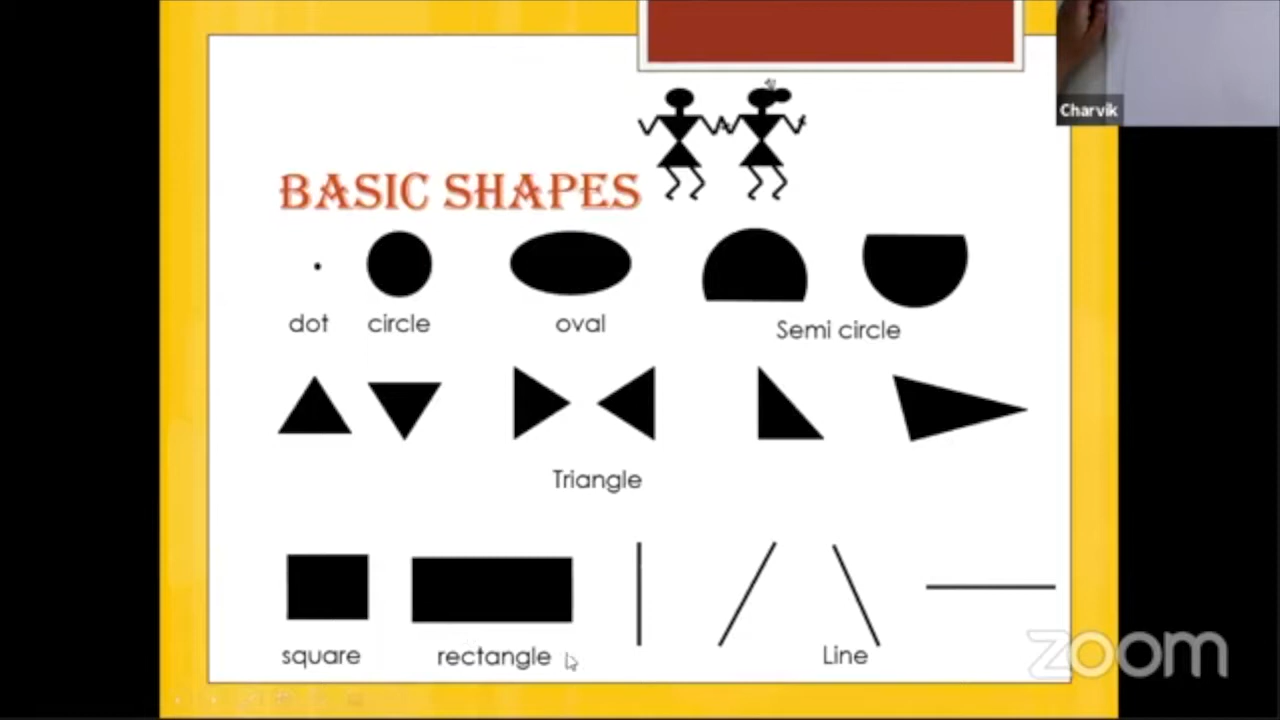 Charvik
BASIC SHAPES
dot circle oval Semi circle
Triangle
square rectangle Line
zoom